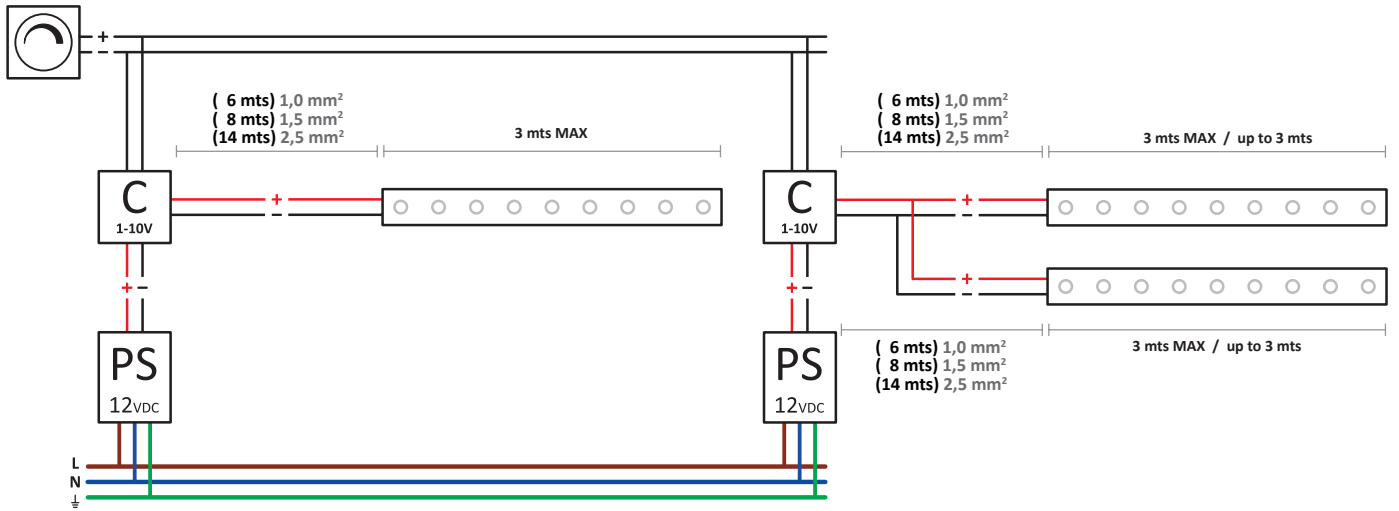 +
−
( 6 mts) 1,0 mm²
( 8 mts) 1,5 mm²
(14 mts) 2,5 mm²
3 mts MAX
( 6 mts) 1,0 mm²
( 8 mts) 1,5 mm²
(14 mts) 2,5 mm²
3 mts MAX / up to 3 mts
C
1-10V
+
−
C
1-10V
+
−
+
−
+
−
+
−
PS
12VDC
PS
12VDC
( 6 mts) 1,0 mm²
( 8 mts) 1,5 mm²
(14 mts) 2,5 mm²
3 mts MAX / up to 3 mts
L
N